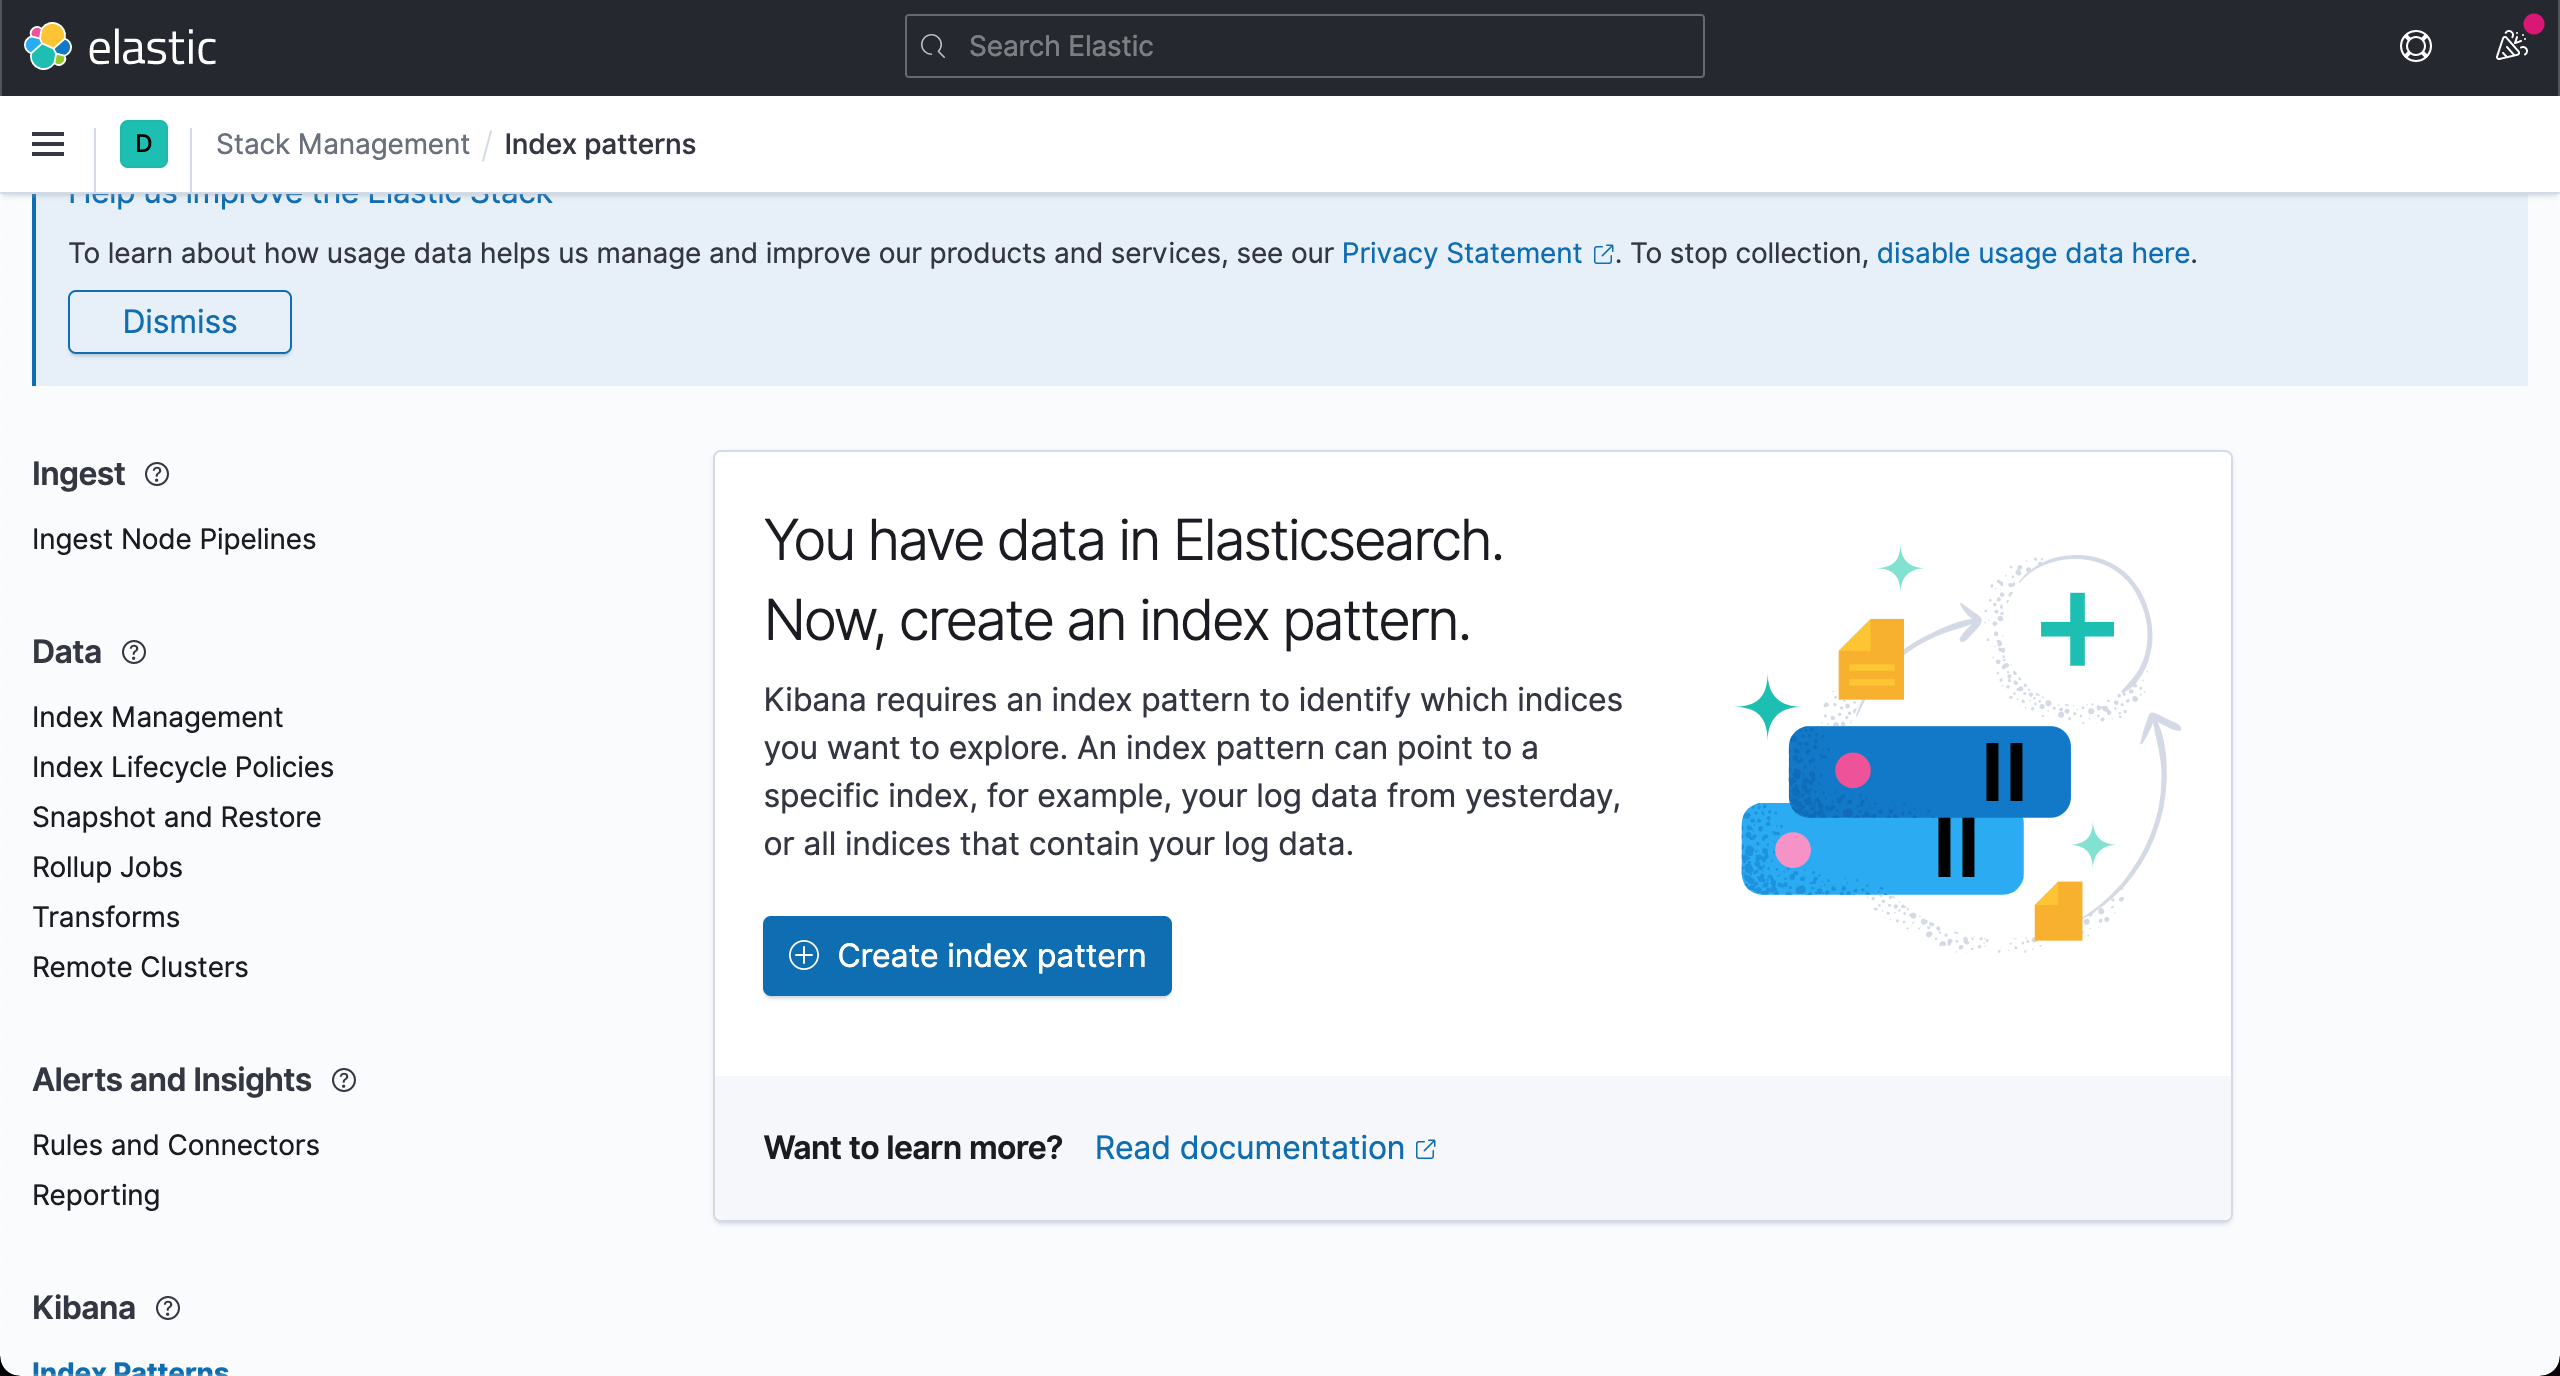 elastic
Search Elastic
D
Stack Management / Index patterns
Help us improve the Elastic Stack
To learn about how usage data helps us manage and improve our products and services, see our Privacy Statement. To stop collection, disable usage data here.
Dismiss
Ingest
Ingest Node Pipelines
Data
Index Management
Index Lifecycle Policies
Snapshot and Restore
Rollup Jobs
Transforms
Remote Clusters
Alerts and Insights
Rules and Connectors
Reporting
Kibana
Index Patterns
You have data in Elasticsearch.
Now, create an index pattern.
Kibana requires an index pattern to identify which indices
you want to explore. An index pattern can point to a
specific index, for example, your log data from yesterday,
or all indices that contain your log data.
Create index pattern
Want to learn more? Read documentation